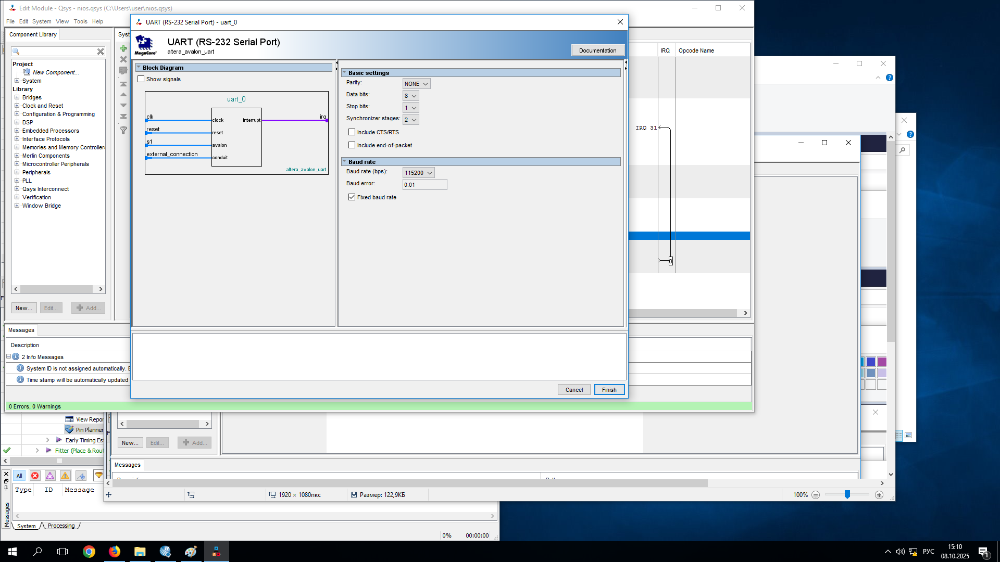 Edit Module - Qsys - nios.qsys (C:\Users\user\nios.qsys)
File Edit System View Tools Help
Component Library
Project
New Component...
System
Library
Bridges
Clock and Reset
Configuration & Programming
DSP
Embedded Processors
Interface Protocols
Memories and Memory Controllers
Merlin Components
Microcontroller Peripherals
Peripherals
PLL
Qsys Interconnect
Verification
Window Bridge
New... Edit... Add...
Syst
UART (RS-232 Serial Port) - uart_0
MegaCore®
UART (RS-232 Serial Port)
altera_avalon_uart
Documentation
Block Diagram
Show signals
uart_0
clk
clock
interrupt
irq
reset
reset
s1
avalon
external_connection
conduit
altera_avalon_uart
Basic settings
Parity: NONE
Data bits: 8
Stop bits: 1
Synchronizer stages: 2
Include CTS/RTS
Include end-of-packet
Baud rate
Baud rate (bps): 115200
Baud error: 0.01
Fixed baud rate
Cancel Finish
IRQ Opcode Name
IRQ 31
0
Messages
Description
2 Info Messages
System ID is not assigned automatically. E
Time stamp will be automatically updated
0 Errors, 0 Warnings
View Repor
Pin Planner
Early Timing Es
Fitter (Place & Rou
New... Edit... Add...
Messages
All
Type ID Message
Messages
System Processing
0% 00:00:00
1920 × 1080пкс
Размер: 122,9КБ
100%
РУС
15:10
08.10.2025
1